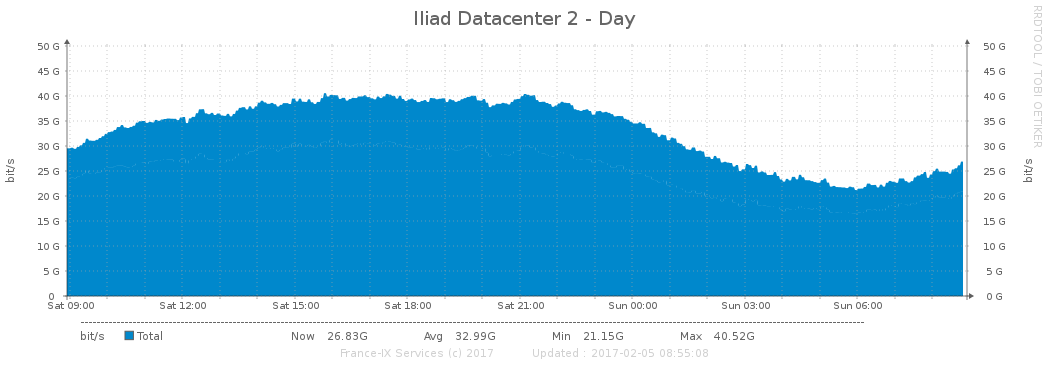 Iliad Datacenter 2 - Day
RRDTOOL / TOBI OETIKER
50 G 50 G
45 G 45 G
40 G 40 G
35 G 35 G
30 G 30 G
25 G 25 G
20 G 20 G
15 G 15 G
10 G 10 G
5 G 5 G
0 0 G
bit/s bit/s
Sat 09:00 Sat 12:00 Sat 15:00 Sat 18:00 Sat 21:00 Sun 00:00 Sun 03:00 Sun 06:00
bit/s Total Now 26.83G Avg 32.99G Min 21.15G Max 40.52G
France-IX Services (c) 2017 Updated : 2017-02-05 08:55:08